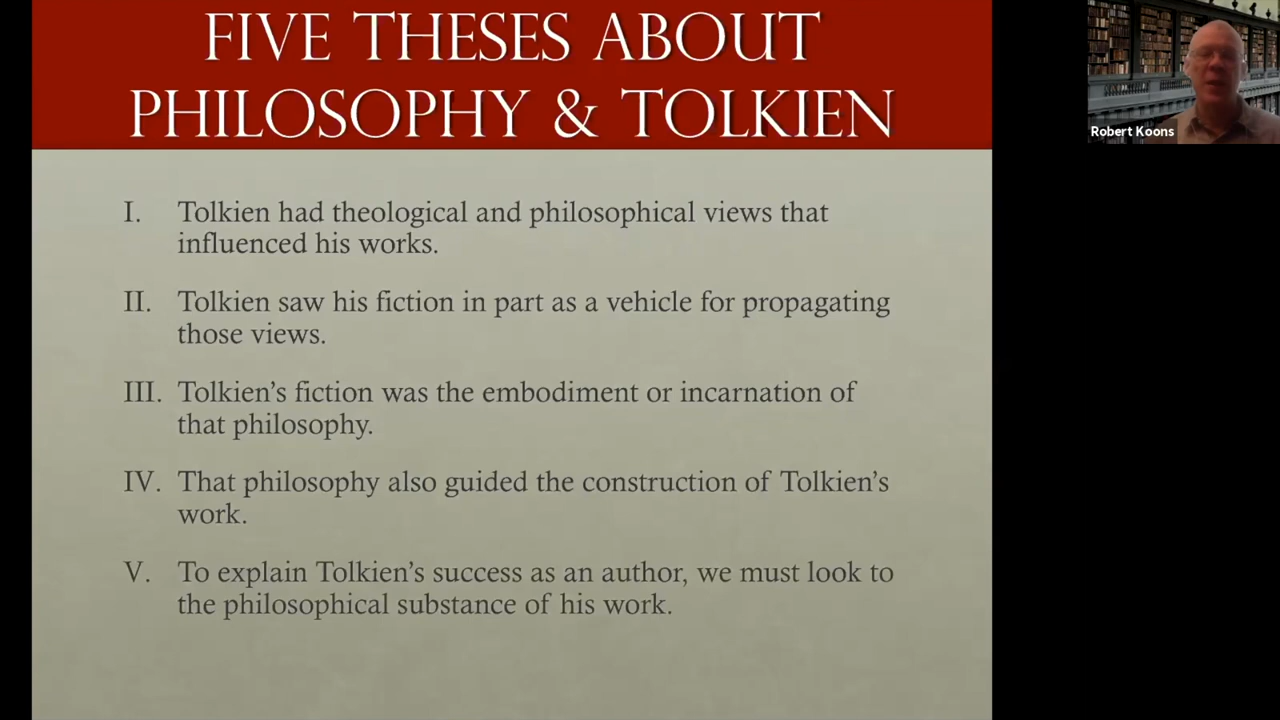 FIVE THESES ABOUT
PHILOSOPHY & TOLKIEN
Robert Koons
I. Tolkien had theological and philosophical views that
influenced his works.
II. Tolkien saw his fiction in part as a vehicle for propagating
those views.
III. Tolkien’s fiction was the embodiment or incarnation of
that philosophy.
IV. That philosophy also guided the construction of Tolkien’s
work.
V. To explain Tolkien’s success as an author, we must look to
the philosophical substance of his work.